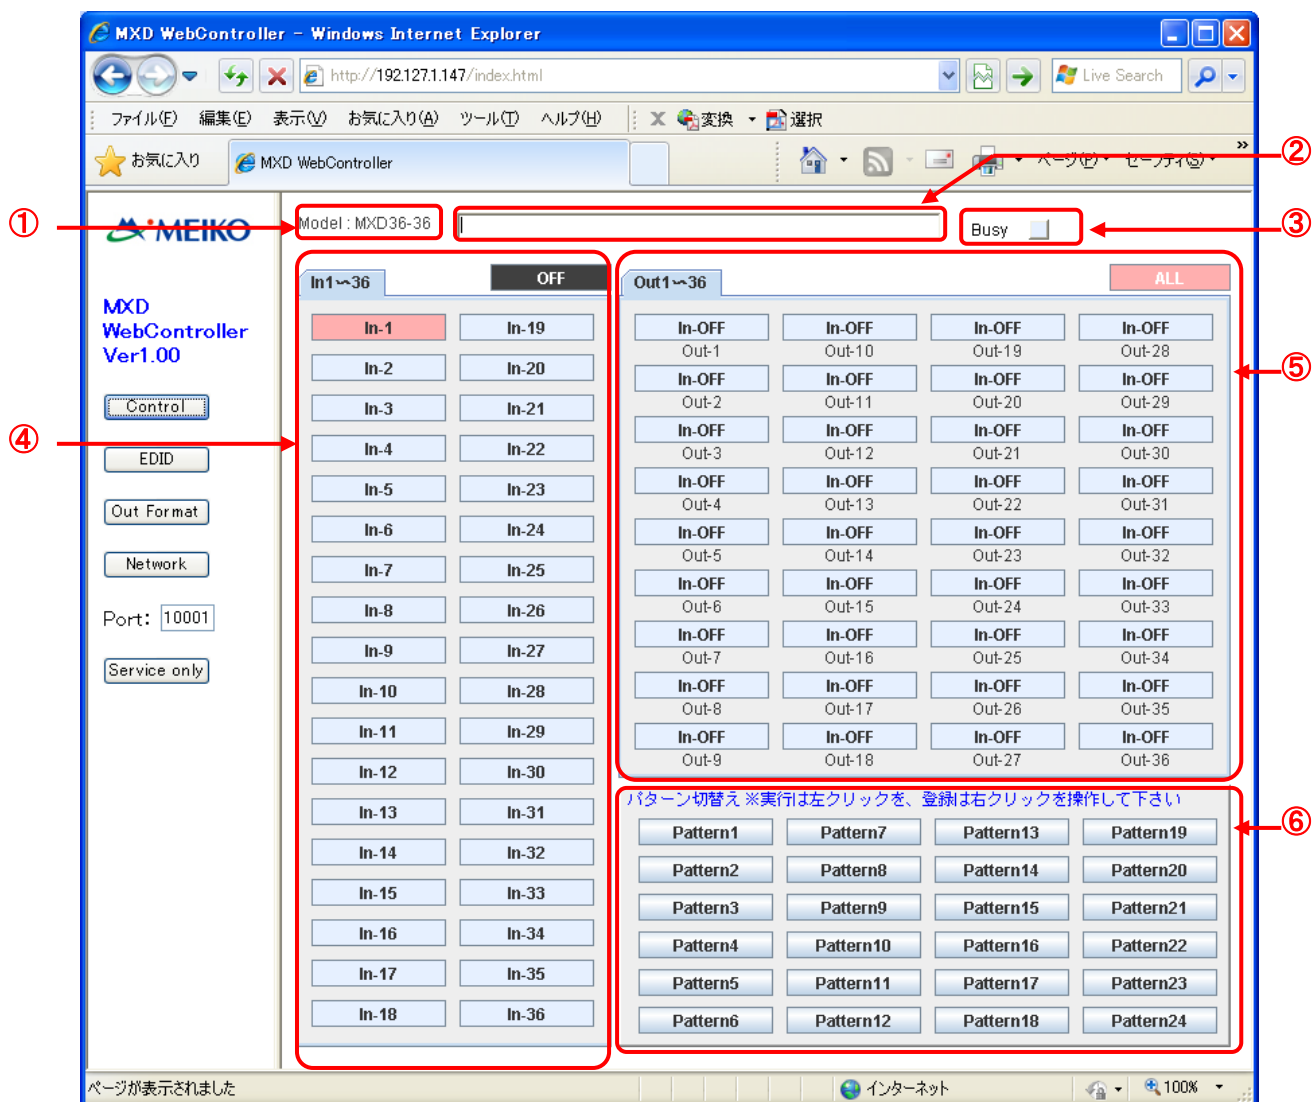 MXD WebController - Windows Internet Explorer
http://192.127.1.147/index.html
Live Search
ファイル(F) 編集(E) 表示(V) お気に入り(A) ツール(T) ヘルプ(H)
X 変換 選択
お気に入り
MXD WebController
ページ(P) セーフティ(S) »
②
①
MEIKO
Model : MXD36-36
Busy
③
MXD
WebController
Ver1.00
Control
EDID
Out Format
Network
Port: 10001
Service only
④
In1～36
OFF
In-1 In-19
In-2 In-20
In-3 In-21
In-4 In-22
In-5 In-23
In-6 In-24
In-7 In-25
In-8 In-26
In-9 In-27
In-10 In-28
In-11 In-29
In-12 In-30
In-13 In-31
In-14 In-32
In-15 In-33
In-16 In-34
In-17 In-35
In-18 In-36
Out1～36
ALL
⑤
In-OFF In-OFF In-OFF In-OFF
Out-1 Out-10 Out-19 Out-28
In-OFF In-OFF In-OFF In-OFF
Out-2 Out-11 Out-20 Out-29
In-OFF In-OFF In-OFF In-OFF
Out-3 Out-12 Out-21 Out-30
In-OFF In-OFF In-OFF In-OFF
Out-4 Out-13 Out-22 Out-31
In-OFF In-OFF In-OFF In-OFF
Out-5 Out-14 Out-23 Out-32
In-OFF In-OFF In-OFF In-OFF
Out-6 Out-15 Out-24 Out-33
In-OFF In-OFF In-OFF In-OFF
Out-7 Out-16 Out-25 Out-34
In-OFF In-OFF In-OFF In-OFF
Out-8 Out-17 Out-26 Out-35
In-OFF In-OFF In-OFF In-OFF
Out-9 Out-18 Out-27 Out-36
パターン切替え ※実行は左クリックを、登録は右クリックを操作して下さい
⑥
Pattern1 Pattern7 Pattern13 Pattern19
Pattern2 Pattern8 Pattern14 Pattern20
Pattern3 Pattern9 Pattern15 Pattern21
Pattern4 Pattern10 Pattern16 Pattern22
Pattern5 Pattern11 Pattern17 Pattern23
Pattern6 Pattern12 Pattern18 Pattern24
ページが表示されました
インターネット
100%